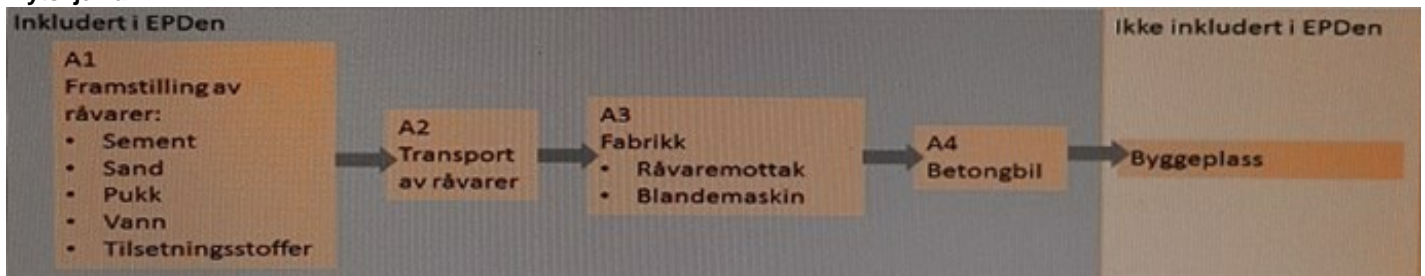 Inkludert i EPDen
Ikke inkludert i EPDen
A1
Framstilling av
råvarer:
• Sement
• Sand
• Pukk
• Vann
• Tilsetningsstoffer
A2
Transport
av råvarer
A3
Fabrikk
• Råvaremottak
• Blandemaskin
A4
Betongbil
Byggeplass